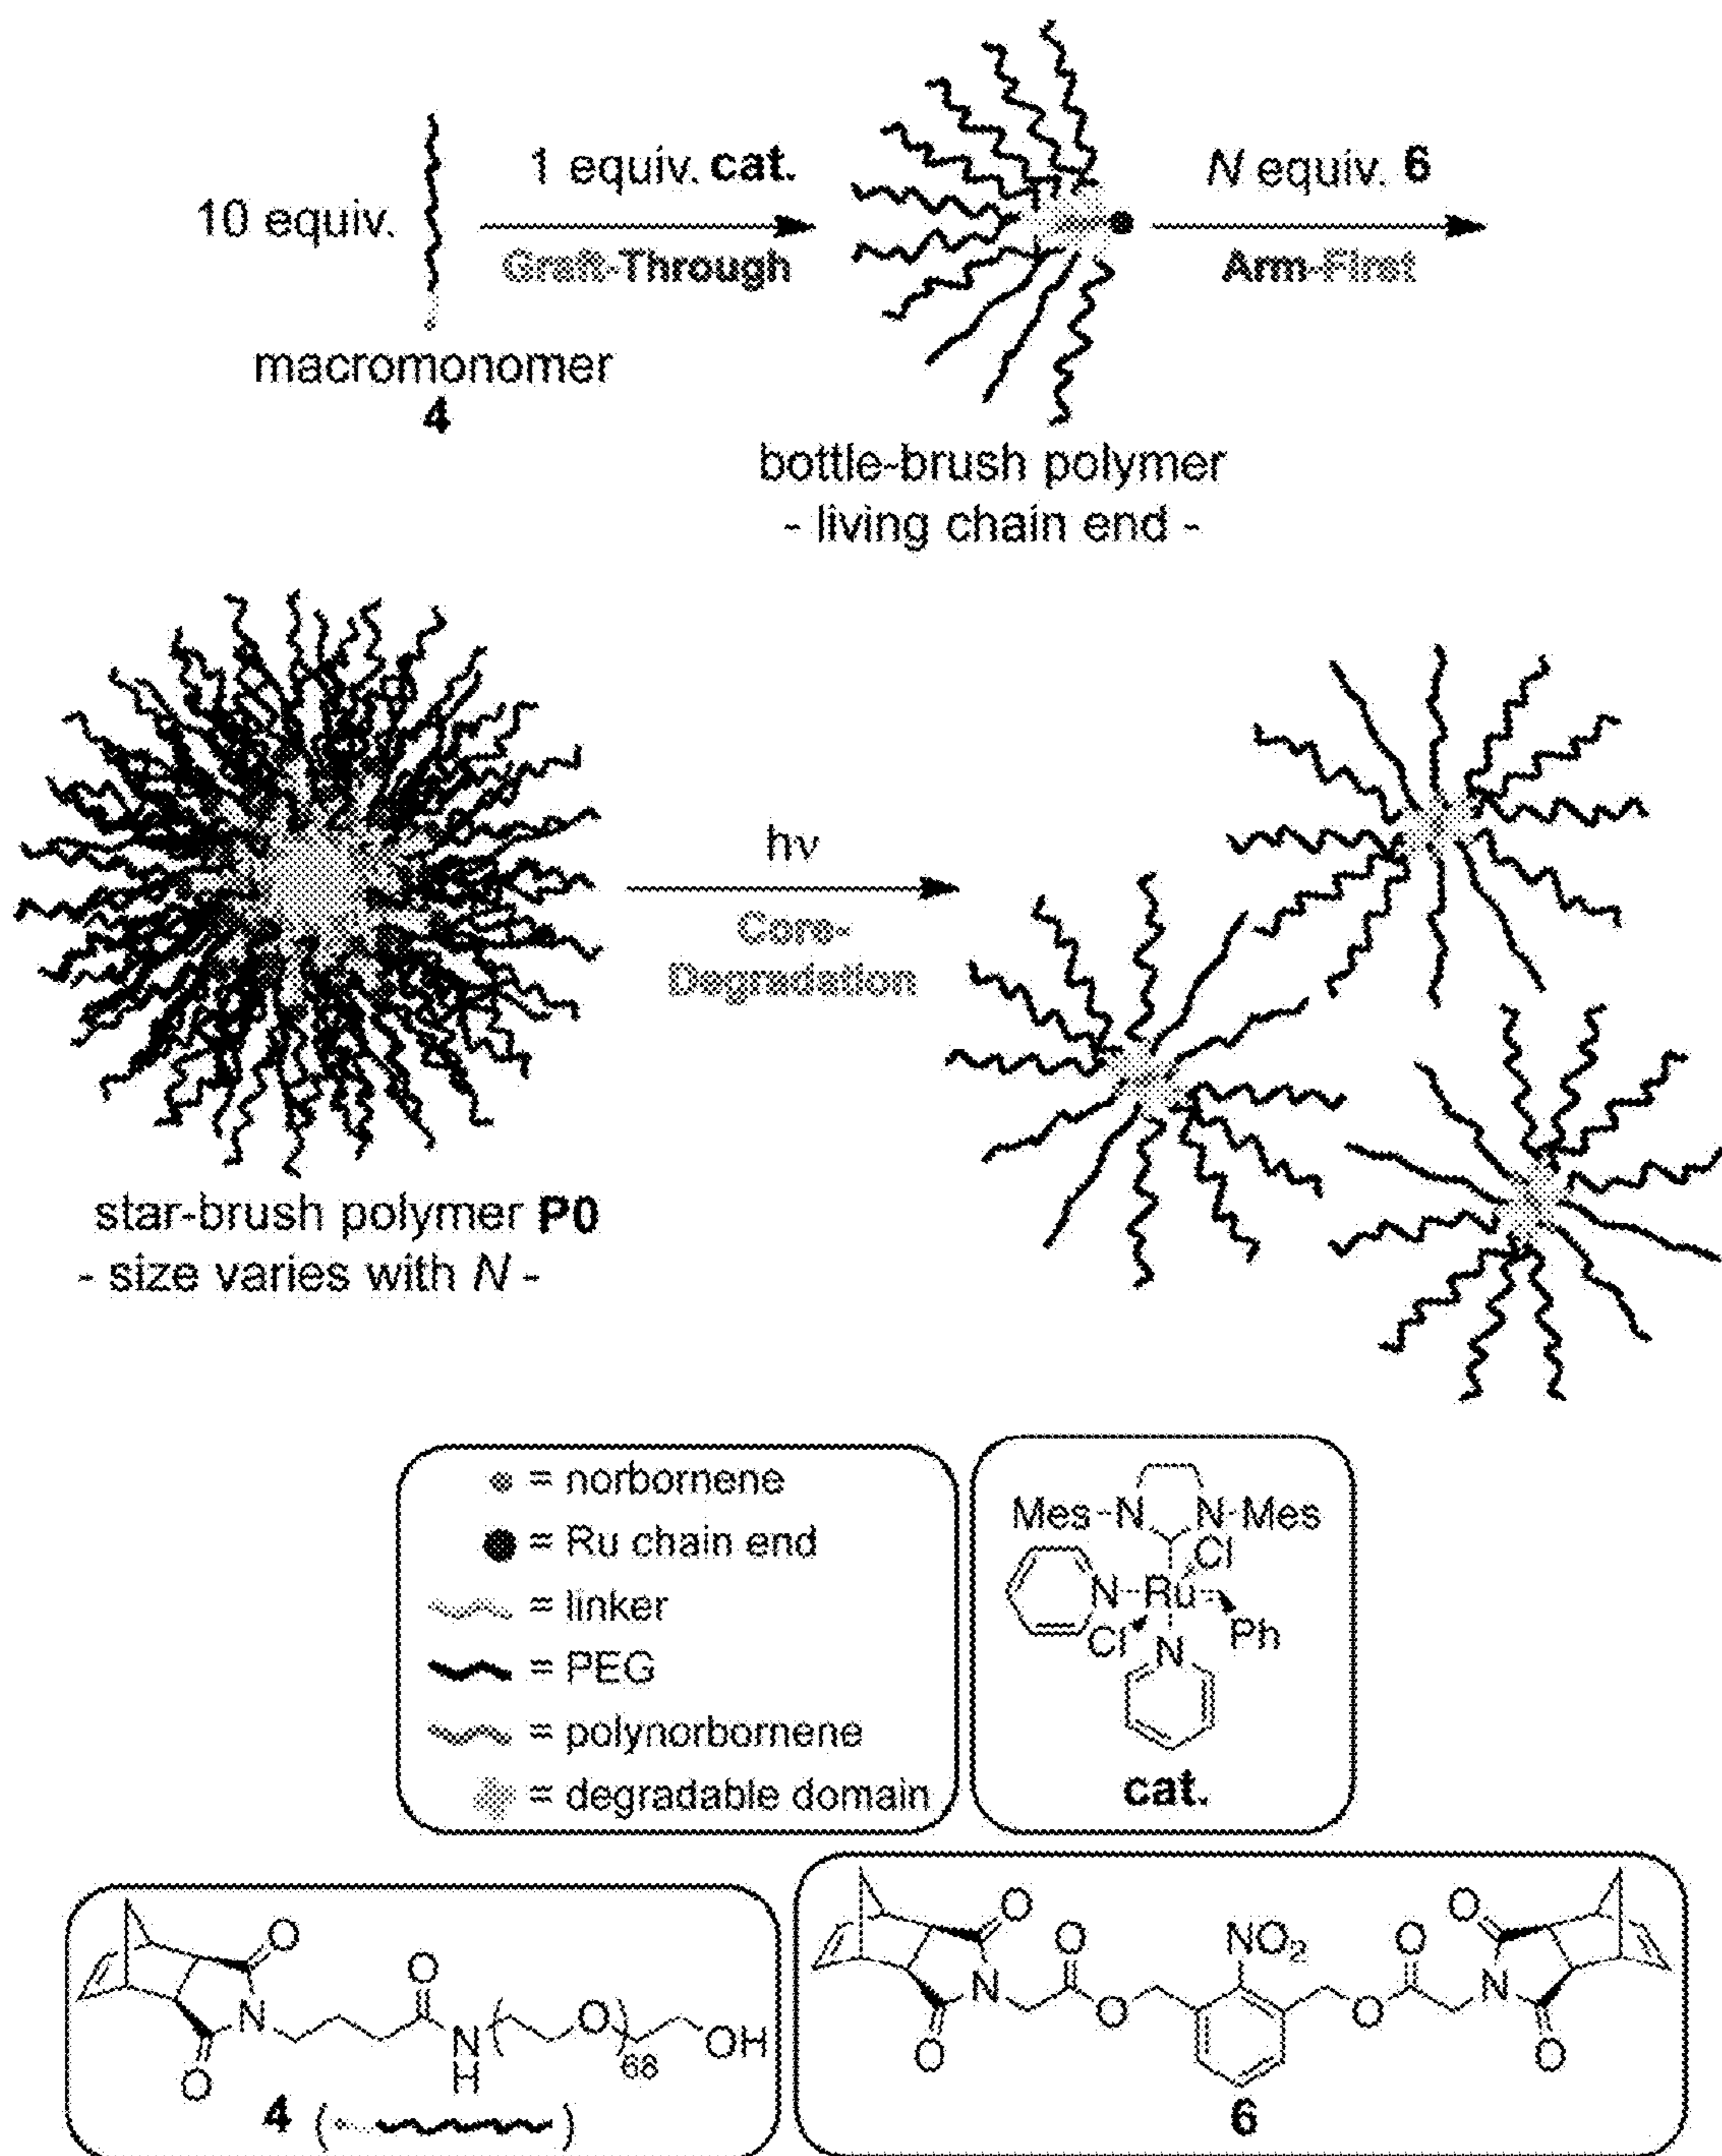 10 equiv.
1 equiv. cat.
Graft-Through
N equiv. 6
Arm-First
macromonomer
4
bottle-brush polymer
- living chain end -
hν
Core-
Degradation
star-brush polymer P0
- size varies with N -
= norbornene
= Ru chain end
= linker
= PEG
= polynorbornene
= degradable domain
Mes-N N-Mes
Cl
N Ru
Cl Ph
N
cat.
O
O
N
N
H
O
68
OH
O
4 ( )
O
O
NO2
O
O
N
O
O
N
O
O
6